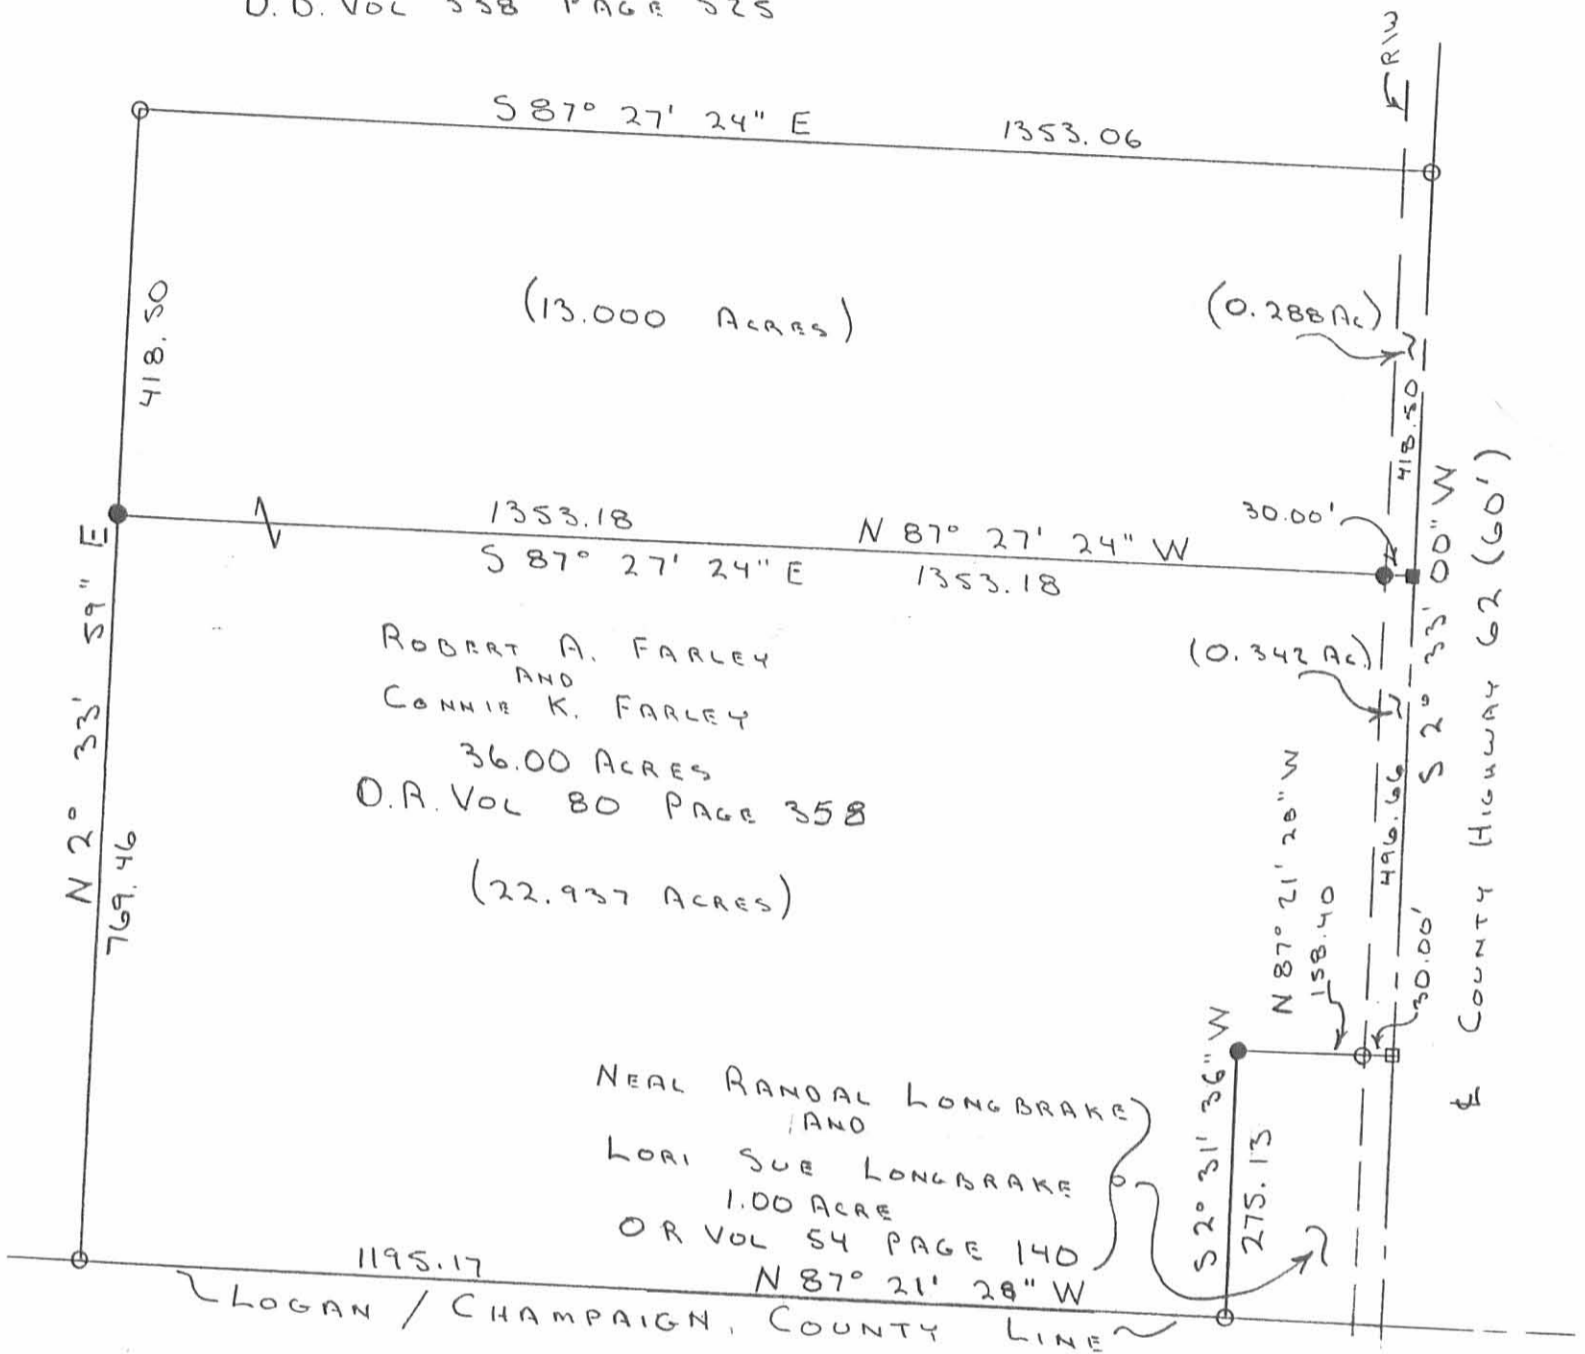 VOL 338 PAGE 525
R/W
S 87° 27' 24" E 1353.06
418.50
(13.000 ACRES)
(0.288 AC)
418.50
1353.18 N 87° 27' 24" W
30.00'
S 87° 27' 24" E 1353.18
N 2° 33' 59" E
769.46
ROBERT A. FARLEY
AND
CONNIE K. FARLEY
36.00 ACRES
O.R. VOL 80 PAGE 358
(22.937 ACRES)
(0.342 AC)
S 2° 33' 00" W
496.66
COUNTY HIGHWAY 62 (60')
N 87° 21' 28" W
158.40
30.00'
NEAL RANDAL LONGBRAKE
AND
LORI SUE LONGBRAKE
1.00 ACRE
OR VOL 54 PAGE 140
S 2° 31' 36" W
275.13
1195.17 N 87° 21' 28" W
LOGAN / CHAMPAIGN, COUNTY LINE